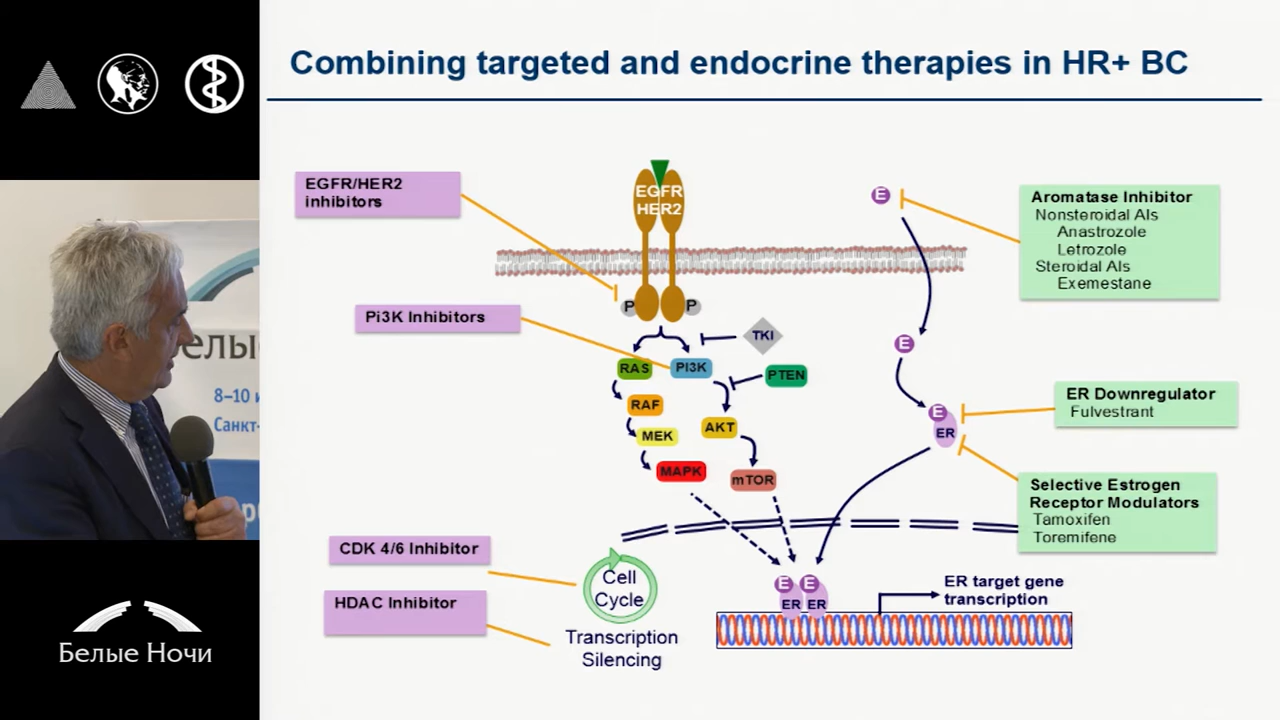 Combining targeted and endocrine therapies in HR+ BC
EGFR/HER2
inhibitors
EGFR
HER2
E
Aromatase Inhibitor
Nonsteroidal AIs
Anastrozole
Letrozole
Steroidal AIs
Exemestane
P
P
Pi3K Inhibitors
TKI
E
RAS
PI3K
PTEN
RAF
AKT
MEK
MAPK
mTOR
E
ER
ER Downregulator
Fulvestrant
Selective Estrogen
Receptor Modulators
Tamoxifen
Toremifene
CDK 4/6 Inhibitor
HDAC Inhibitor
Cell
Cycle
Transcription
Silencing
E
E
ER
ER
ER target gene
transcription
8–10
Белые Ночи